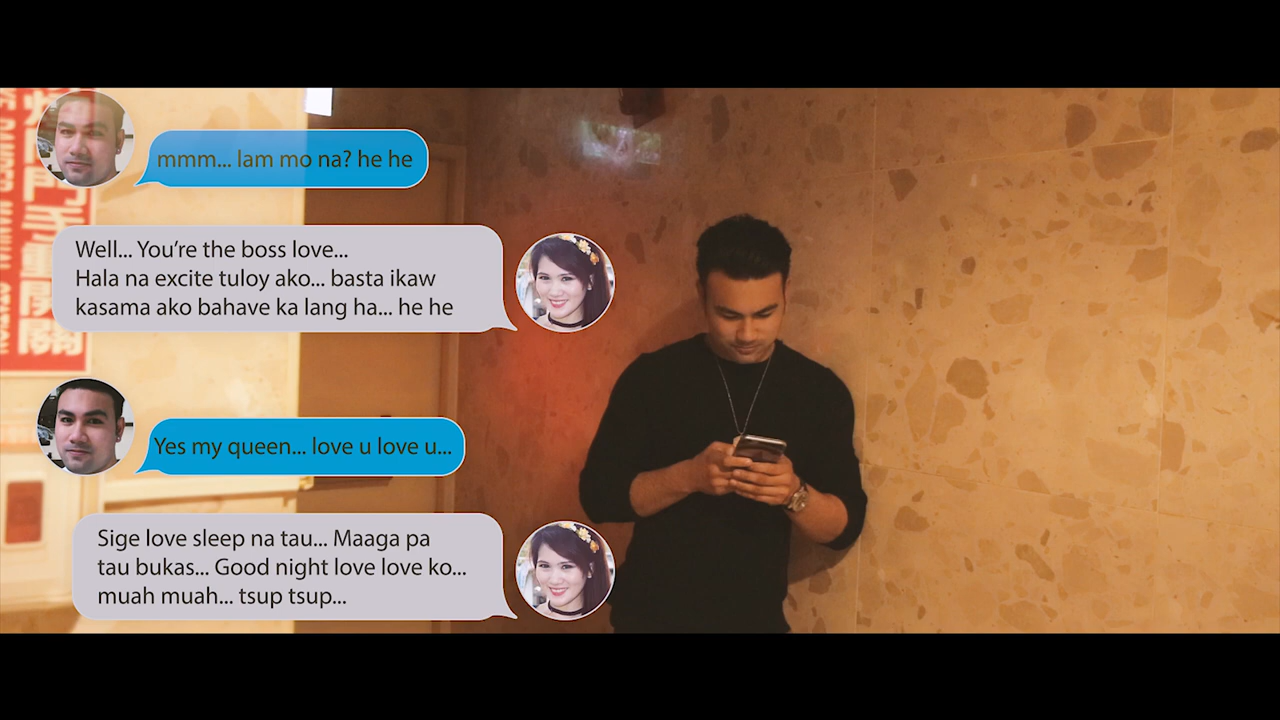 mmm... lam mo na? he he
Well... You’re the boss love...
Hala na excite tuloy ako... basta ikaw
kasama ako bahave ka lang ha... he he
Yes my queen... love u love u...
Sige love sleep na tau... Maaga pa
tau bukas... Good night love love ko...
muah muah... tsup tsup...